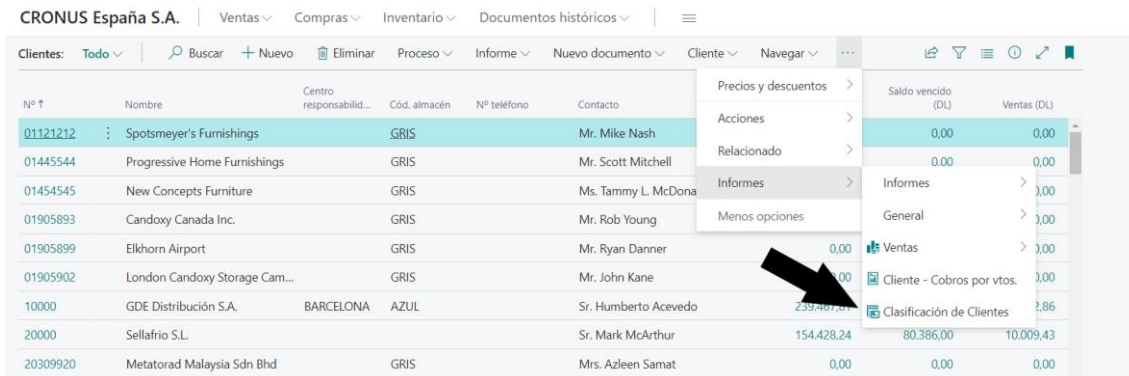 CRONUS España S.A. Ventas Compras Inventario Documentos históricos
Clientes: Todo Buscar Nuevo Eliminar Proceso Informe Nuevo documento Cliente Navegar ...
Nº ↑ Nombre Centro responsabilid... Cód. almacén Nº teléfono Contacto Saldo vencido (DL) Ventas (DL)
01121212 Spotsmeyer's Furnishings GRIS Mr. Mike Nash 0,00 0,00
01445544 Progressive Home Furnishings GRIS Mr. Scott Mitchell 0,00 0,00
01454545 New Concepts Furniture GRIS Ms. Tammy L. McDona
01905893 Candoxy Canada Inc. GRIS Mr. Rob Young
01905899 Elkhorn Airport GRIS Mr. Ryan Danner 0,00
01905902 London Candoxy Storage Cam... GRIS Mr. John Kane
10000 GDE Distribución S.A. BARCELONA AZUL Sr. Humberto Acevedo
20000 Sellafrio S.L. Sr. Mark McArthur 154.428,24 80.386,00 10.009,43
20309920 Metatorad Malaysia Sdn Bhd GRIS Mrs. Azleen Samat 0,00 0,00 0,00
Precios y descuentos
Acciones
Relacionado
Informes
Menos opciones
Informes
General
Ventas
Cliente - Cobros por vtos.
Clasificación de Clientes